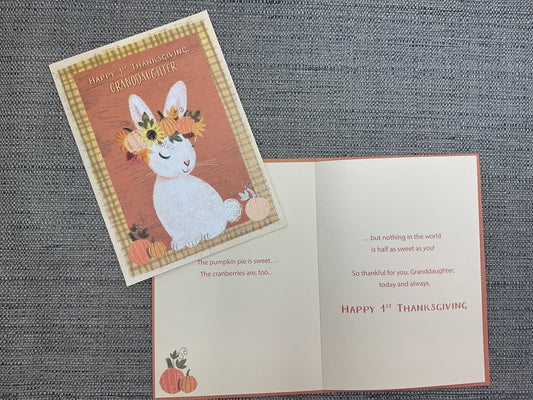 Happy 1st Thanksgiving,
Granddaughter
The pumpkin pie is sweet…
The cranberries are, too…
…but nothing in the world
is half as sweet as you!
So thankful for you, Granddaughter,
today and always.
Happy 1st Thanksgiving